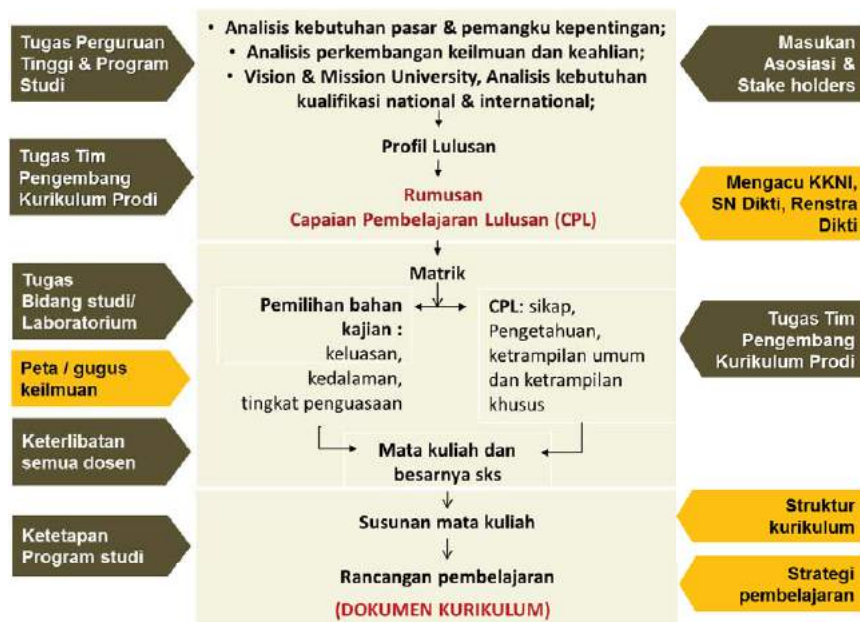 Tugas Perguruan
Tinggi & Program
Studi
• Analisis kebutuhan pasar & pemangku kepentingan;
• Analisis perkembangan keilmuan dan keahlian;
• Vision & Mission University, Analisis kebutuhan
kualifikasi national & international;
Masukan
Asosiasi &
Stake holders
Tugas Tim
Pengembang
Kurikulum Prodi
Profil Lulusan
Rumusan
Capaian Pembelajaran Lulusan (CPL)
Mengacu KKNI,
SN Dikti, Renstra
Dikti
Tugas
Bidang studi/
Laboratorium
Matrik
Pemilihan bahan
kajian :
keluasan,
kedalaman,
tingkat penguasaan
CPL: sikap,
Pengetahuan,
ketrampilan umum
dan ketrampilan
khusus
Tugas Tim
Pengembang
Kurikulum Prodi
Peta / gugus
keilmuan
Keterlibatan
semua dosen
Mata kuliah dan
besarnya sks
Ketetapan
Program studi
Susunan mata kuliah
Struktur
kurikulum
Rancangan pembelajaran
(DOKUMEN KURIKULUM)
Strategi
pembelajaran